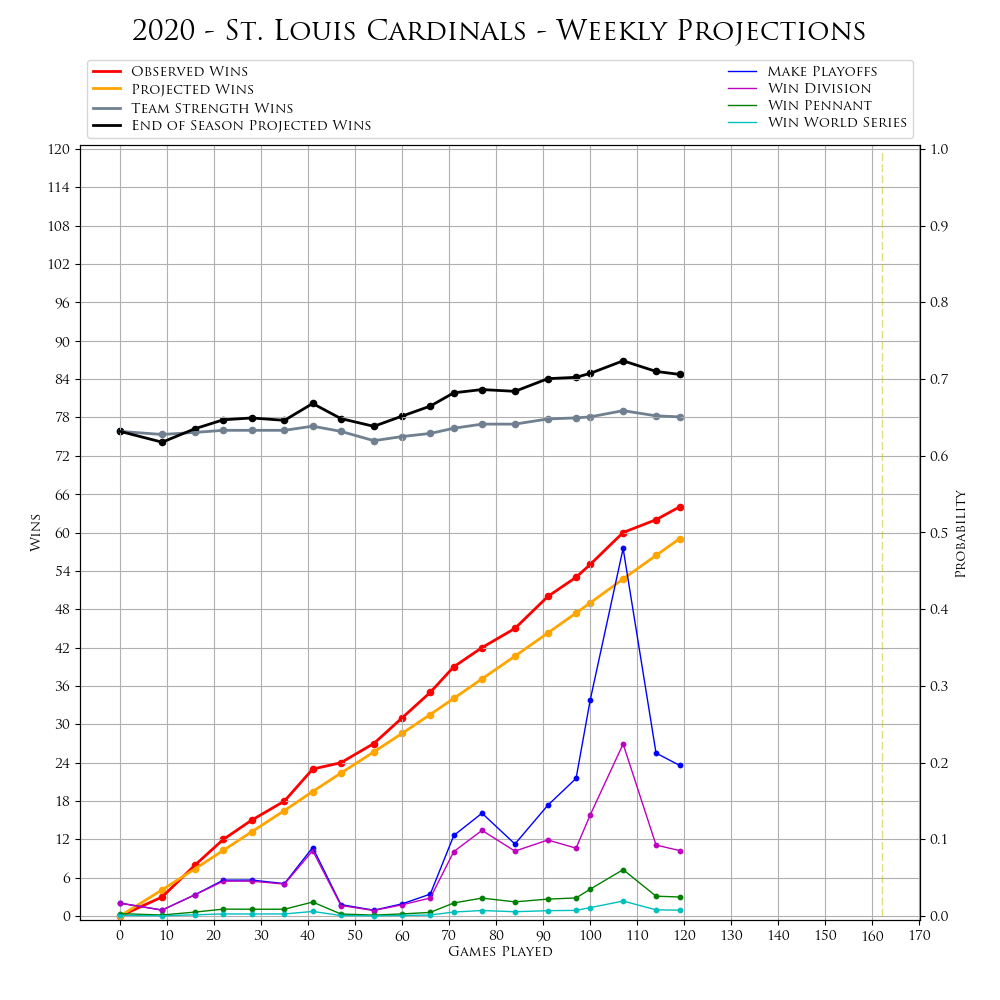 2020 - St. Louis Cardinals - Weekly Projections
Observed Wins
Projected Wins
Team Strength Wins
End of Season Projected Wins
Make Playoffs
Win Division
Win Pennant
Win World Series
120
114
108
102
96
90
84
78
72
66
60
54
48
42
36
30
24
18
12
6
0
Wins
1.0
0.9
0.8
0.7
0.6
0.5
0.4
0.3
0.2
0.1
0.0
Probability
0 10 20 30 40 50 60 70 80 90 100 110 120 130 140 150 160 170
Games Played